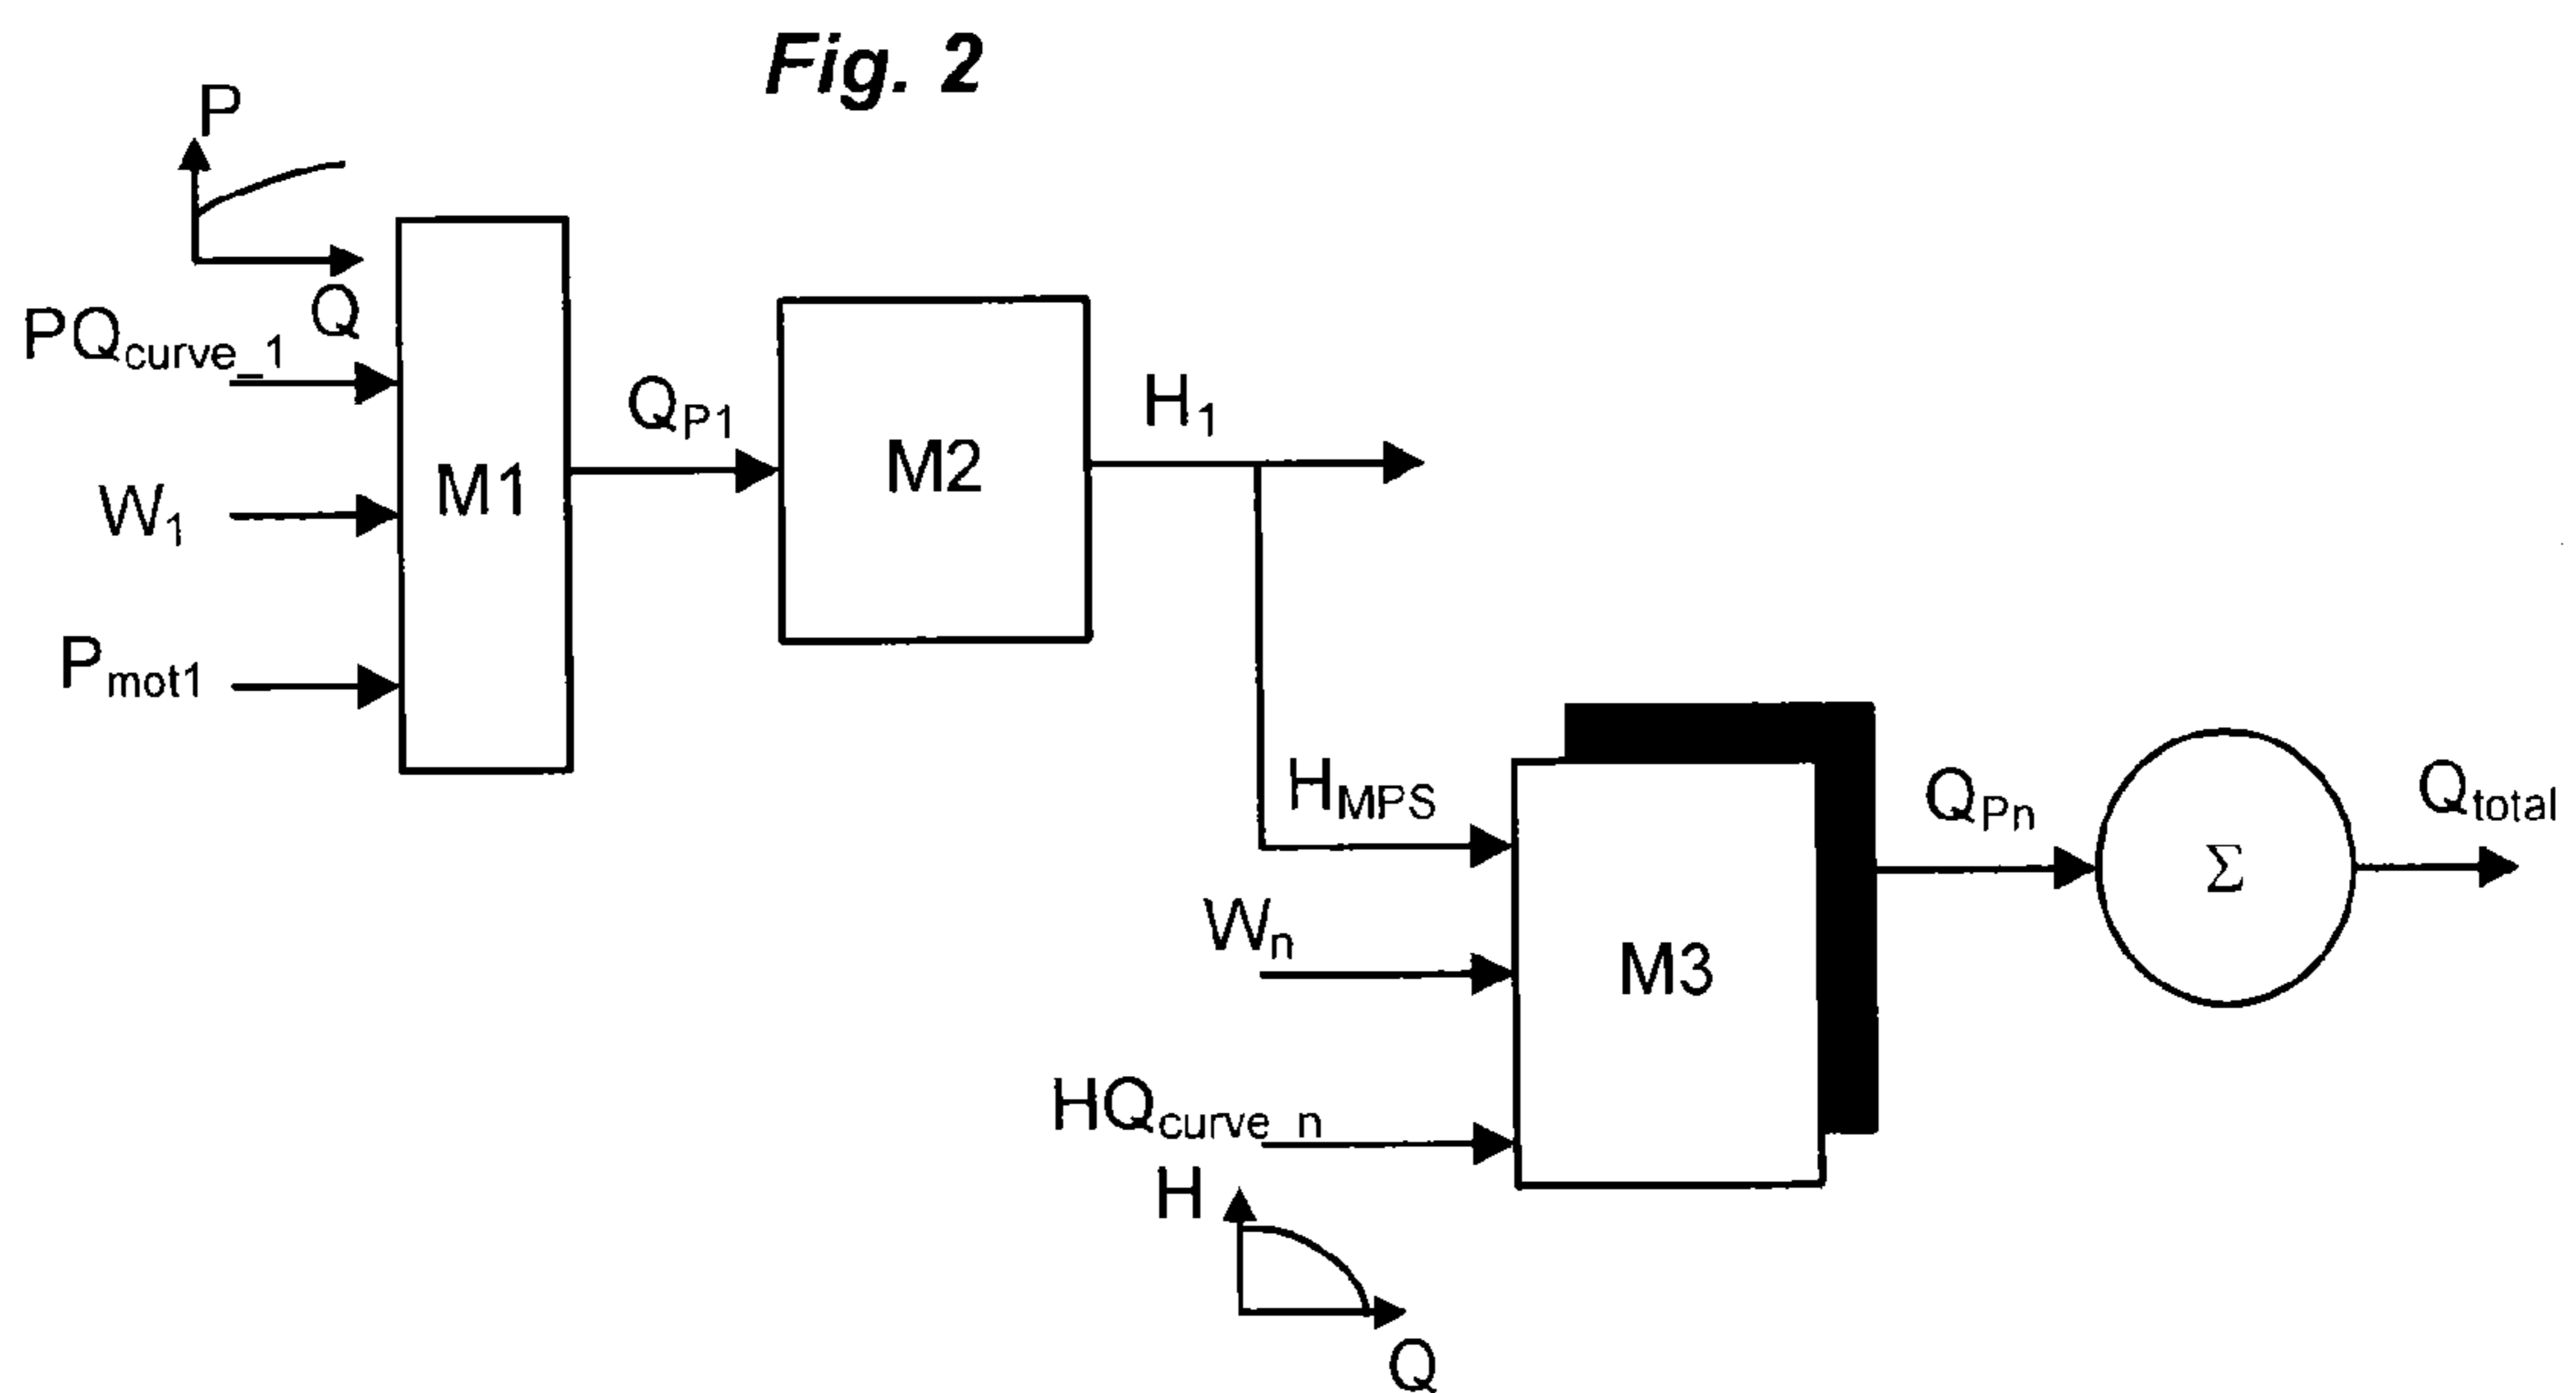 Fig. 2
P
Q
PQcurve_1
W1
Pmot1
M1
QP1
M2
H1
HMPS
Wn
HQcurve_n
H
Q
M3
QPn
Σ
Qtotal